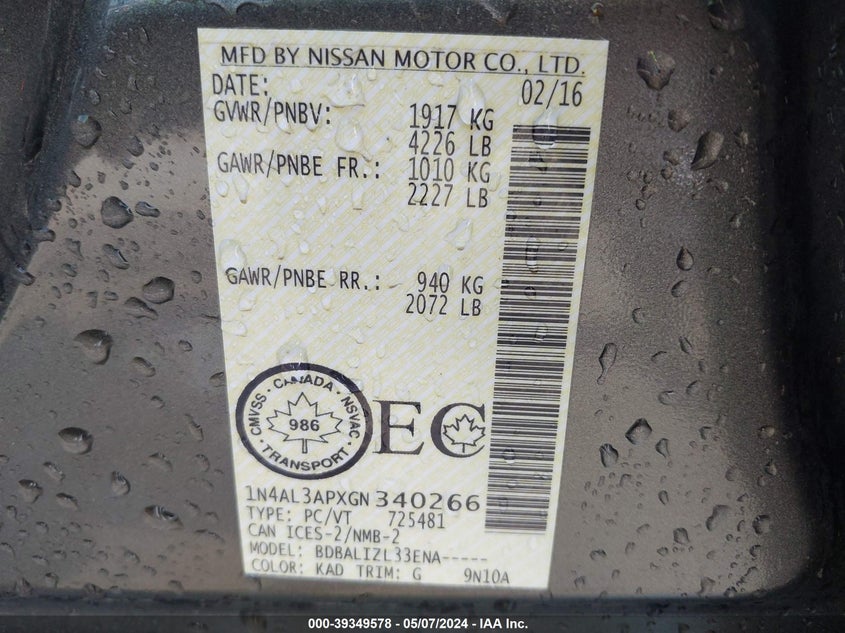 MFD BY NISSAN MOTOR CO., LTD.
DATE: 02/16
GVWR/PNBV: 1917 KG
4226 LB
GAWR/PNBE FR.: 1010 KG
2227 LB
GAWR/PNBE RR.: 940 KG
2072 LB
CMVSS · CANADA · NSVAC · TRANSPORT ·
986
EC
1N4AL3APXGN340266
TYPE: PC/VT 725481
CAN ICES-2/NMB-2
MODEL: BDBALIZL33ENA-----
COLOR: KAD TRIM: G 9N10A
000-39349578 - 05/07/2024 - IAA Inc.